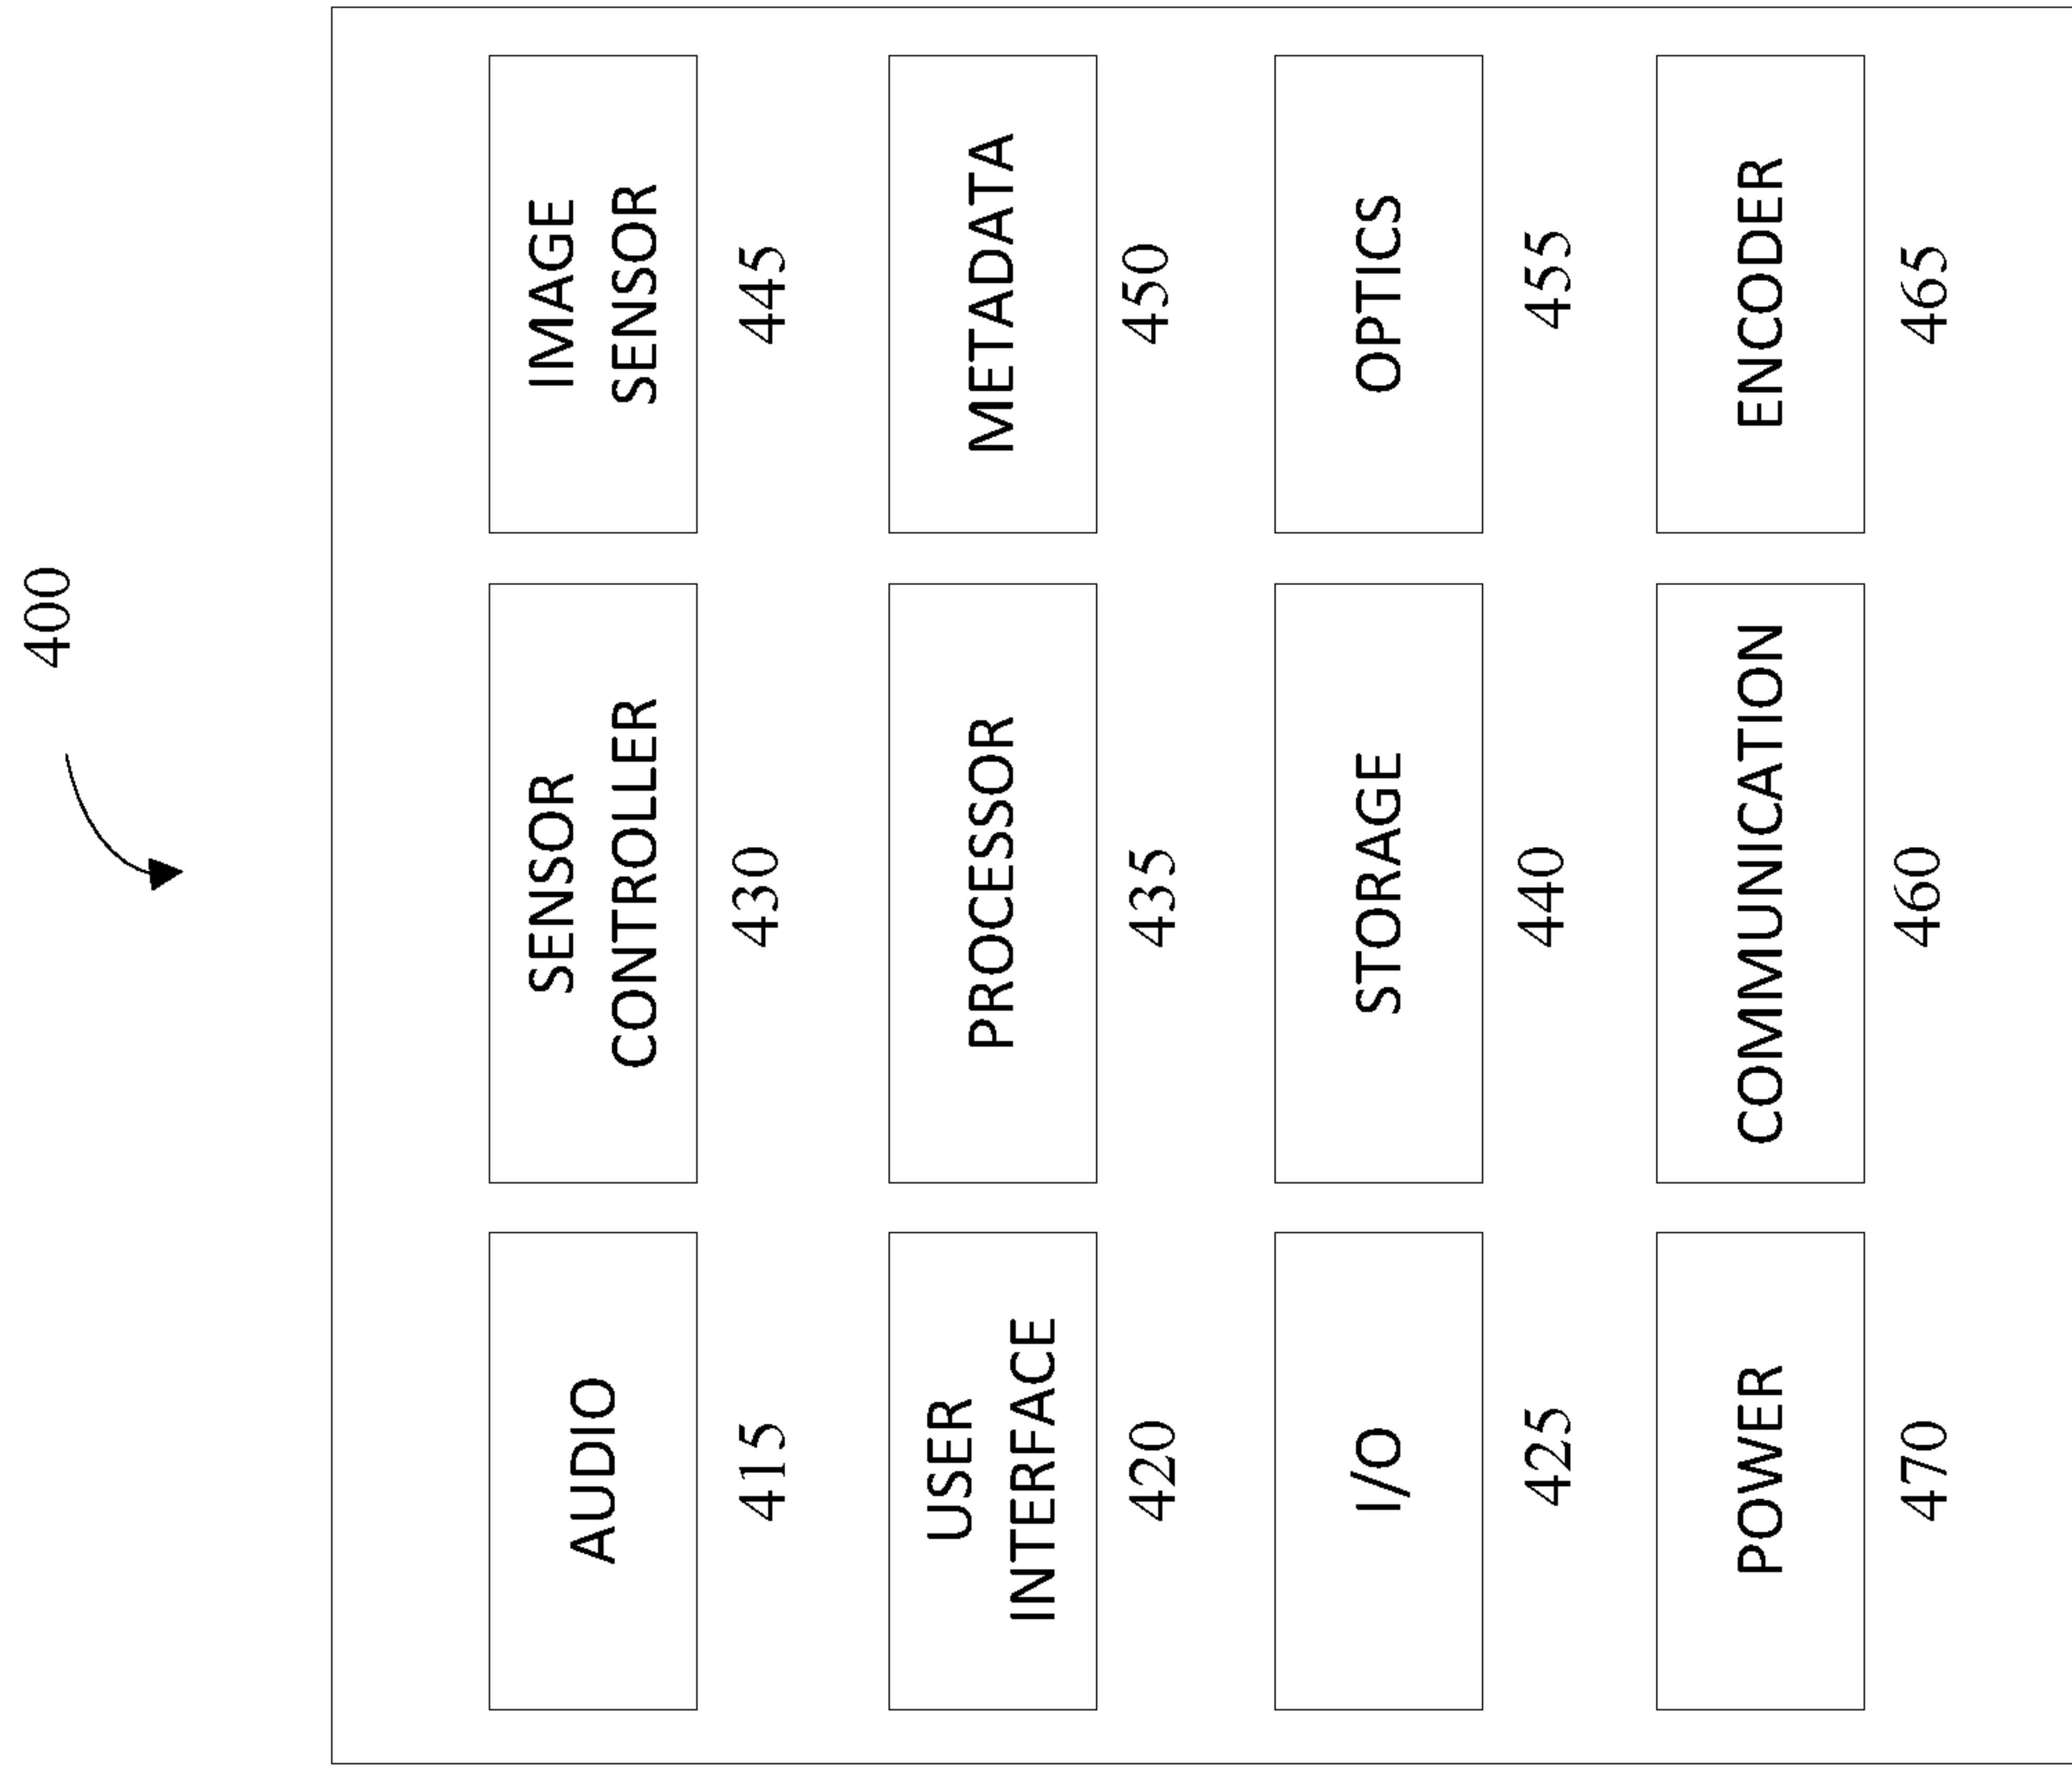 400
AUDIO
415
SENSOR
CONTROLLER
430
IMAGE
SENSOR
445
USER
INTERFACE
420
PROCESSOR
435
METADATA
450
I/O
425
STORAGE
440
OPTICS
455
POWER
470
COMMUNICATION
460
ENCODER
465